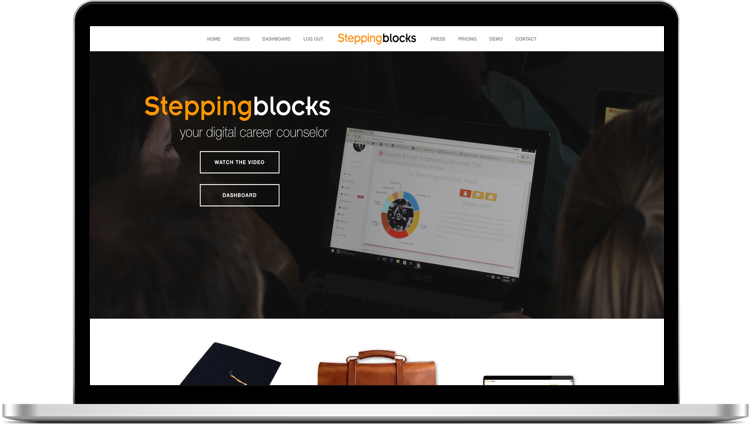 HOME VIDEOS DASHBOARD LOG OUT Steppingblocks PRESS PRICING DEMO CONTACT
Steppingblocks
your digital career counselor
WATCH THE VIDEO
DASHBOARD